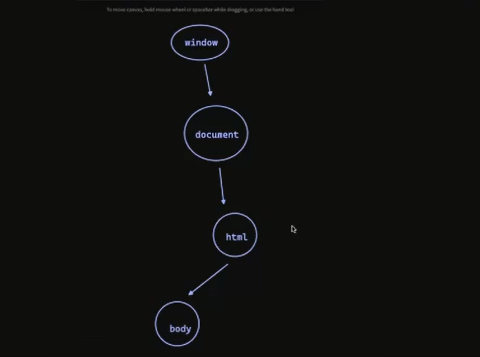 To move canvas, hold mouse wheel or spacebar while dragging, or use the hand tool
window
document
html
body